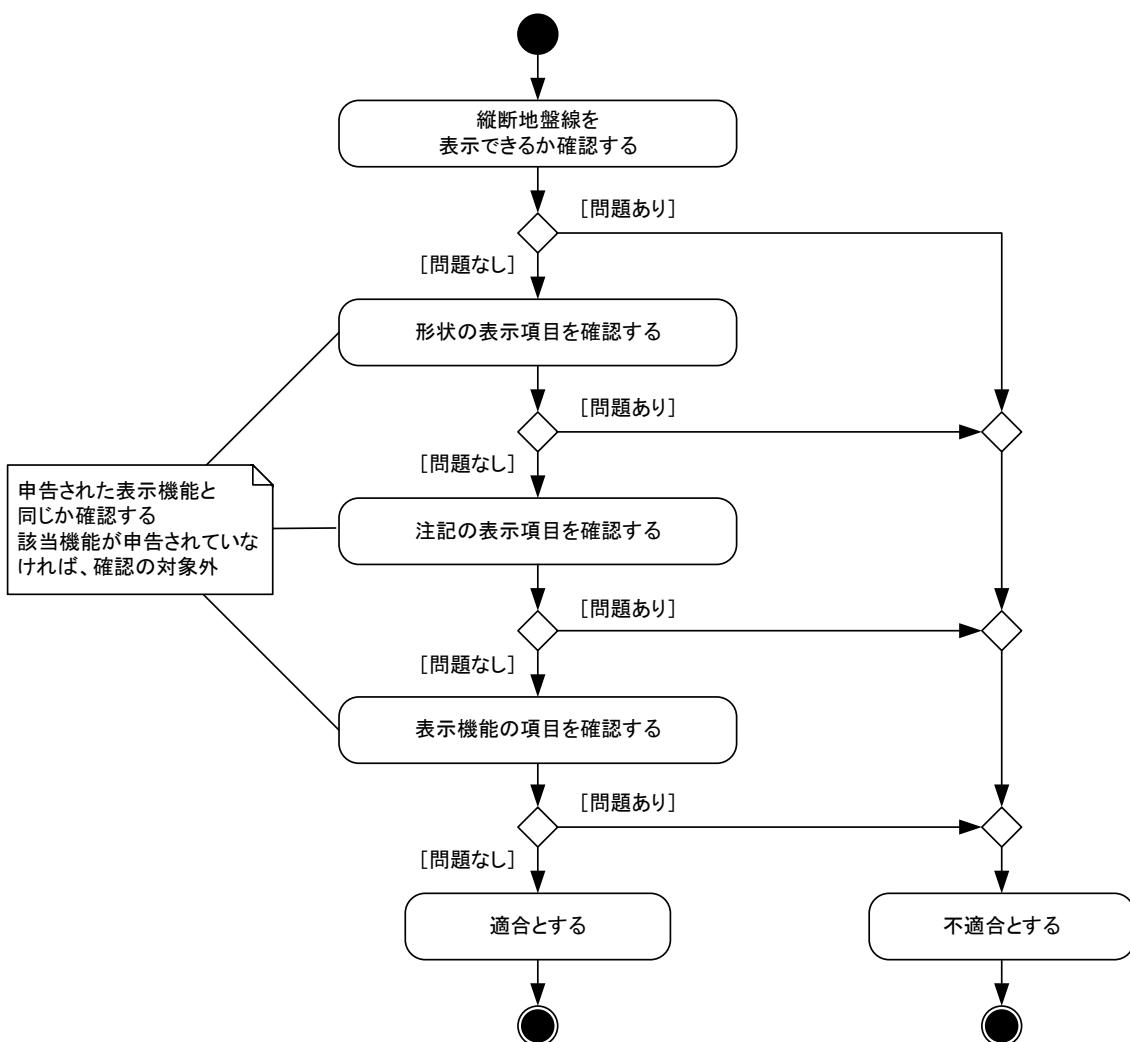 縦断地盤線を
表示できるか確認する
[問題あり]
[問題なし]
形状の表示項目を確認する
[問題あり]
[問題なし]
申告された表示機能と
同じか確認する
該当機能が申告されていな
ければ、確認の対象外
注記の表示項目を確認する
[問題あり]
[問題なし]
表示機能の項目を確認する
[問題あり]
[問題なし]
適合とする
不適合とする